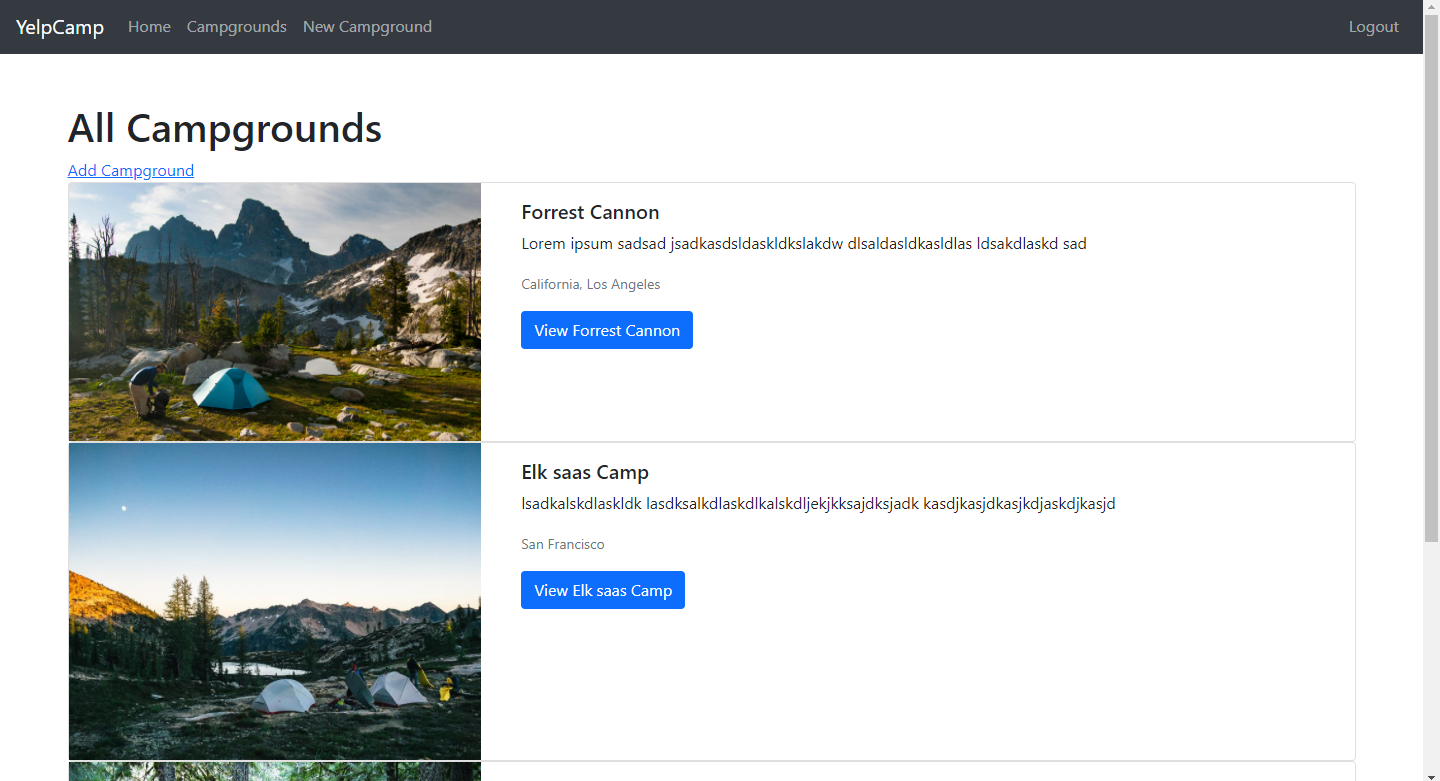 YelpCamp Home Campgrounds New Campground Logout
All Campgrounds
Add Campground
Forrest Cannon
Lorem ipsum sadsad jsadkasdsldaskldkslakdw dlsaldasldkasldlas ldsakdlaskd sad
California, Los Angeles
View Forrest Cannon
Elk saas Camp
lsadkalskdlaskldk lasdksalkdlaskdlkalskdljekjkksajdksjadk kasdjkasjdkasjkdjaskdjkasjd
San Francisco
View Elk saas Camp